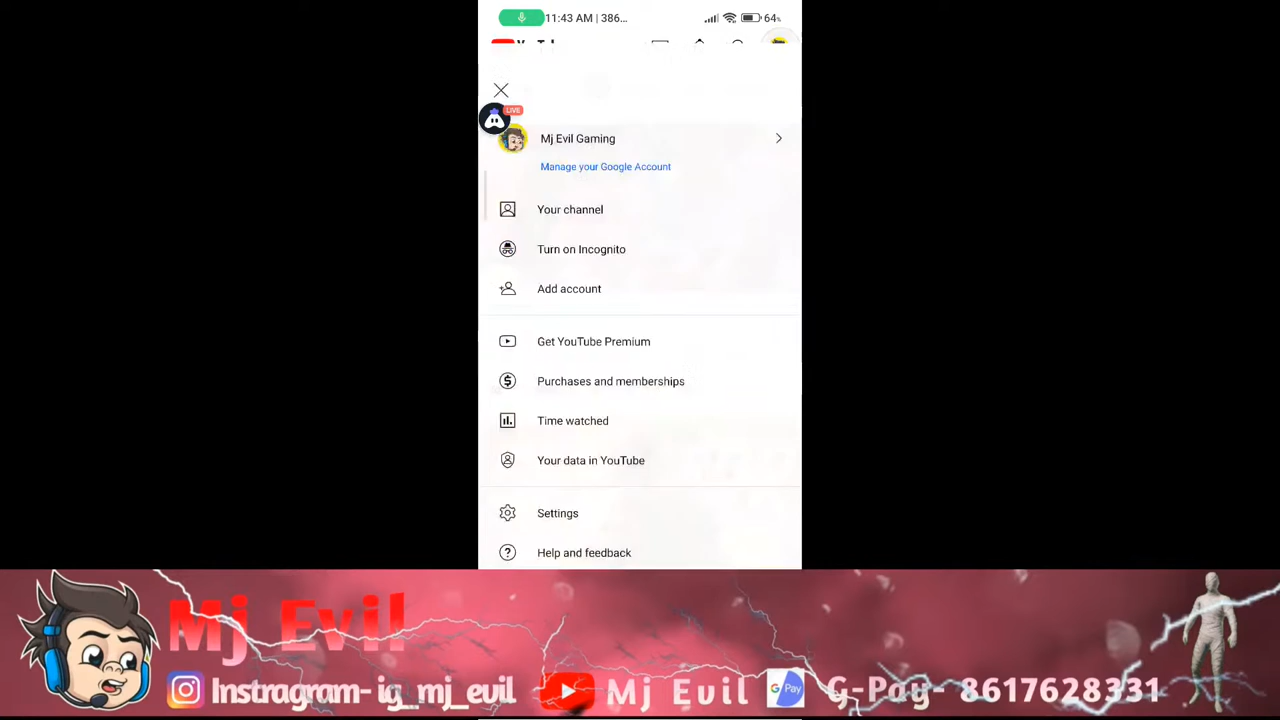 11:43 AM | 386... 64%
LIVE
Mj Evil Gaming
Manage your Google Account
Your channel
Turn on Incognito
Add account
Get YouTube Premium
Purchases and memberships
Time watched
Your data in YouTube
Settings
Help and feedback
Mj Evil
Instragram- ig_mj_evil Mj Evil G Pay G-Pay- 8617628331